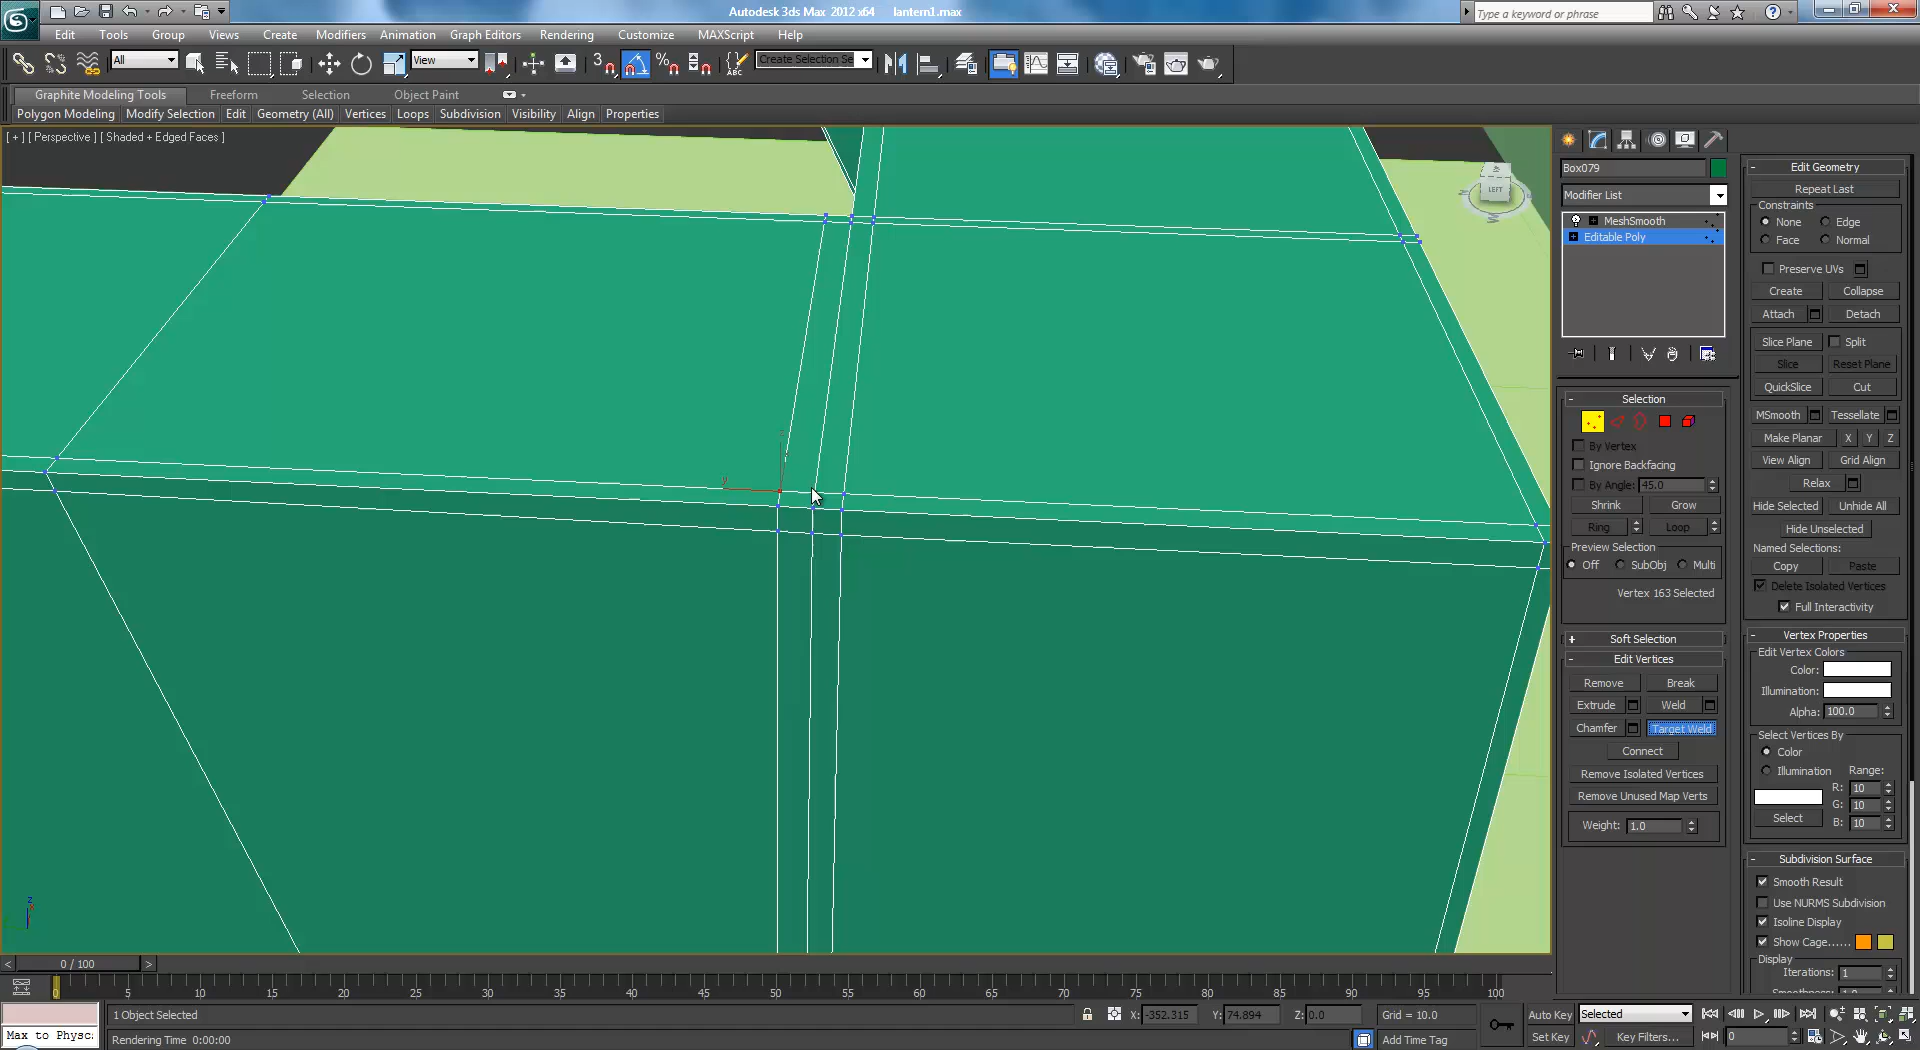 Autodesk 3ds Max 2012 x64 lantern1.max
Type a keyword or phrase
Edit Tools Group Views Create Modifiers Animation Graph Editors Rendering Customize MAXScript Help
All View Create Selection Se
Graphite Modeling Tools Freeform Selection Object Paint
Polygon Modeling Modify Selection Edit Geometry (All) Vertices Loops Subdivision Visibility Align Properties
[ + ] [ Perspective ] [ Shaded + Edged Faces ]
LEFT
Box079
Modifier List
MeshSmooth
Editable Poly
Selection
By Vertex
Ignore Backfacing
By Angle: 45.0
Shrink Grow
Ring Loop
Preview Selection
Off SubObj Multi
Vertex 163 Selected
Soft Selection
Edit Vertices
Remove Break
Extrude Weld
Chamfer Target Weld
Connect
Remove Isolated Vertices
Remove Unused Map Verts
Weight: 1.0
Edit Geometry
Repeat Last
Constraints
None Edge
Face Normal
Preserve UVs
Create Collapse
Attach Detach
Slice Plane Split
Slice Reset Plane
QuickSlice Cut
MSmooth Tessellate
Make Planar X Y Z
View Align Grid Align
Relax
Hide Selected Unhide All
Hide Unselected
Named Selections:
Copy Paste
Delete Isolated Vertices
Full Interactivity
Vertex Properties
Edit Vertex Colors
Color:
Illumination:
Alpha: 100.0
Select Vertices By
Color
Illumination Range:
R: 10
G: 10
Select B: 10
Subdivision Surface
Smooth Result
Use NURMS Subdivision
Isoline Display
Show Cage......
Display
Iterations: 1
< 0 / 100 >
0 5 10 15 20 25 30 35 40 45 50 55 60 65 70 75 80 85 90 95 100
1 Object Selected X: -352.315 Y: 74.894 Z: 0.0 Grid = 10.0 Auto Key Selected
Max to Physc: Rendering Time 0:00:00 Add Time Tag Set Key Key Filters... 0